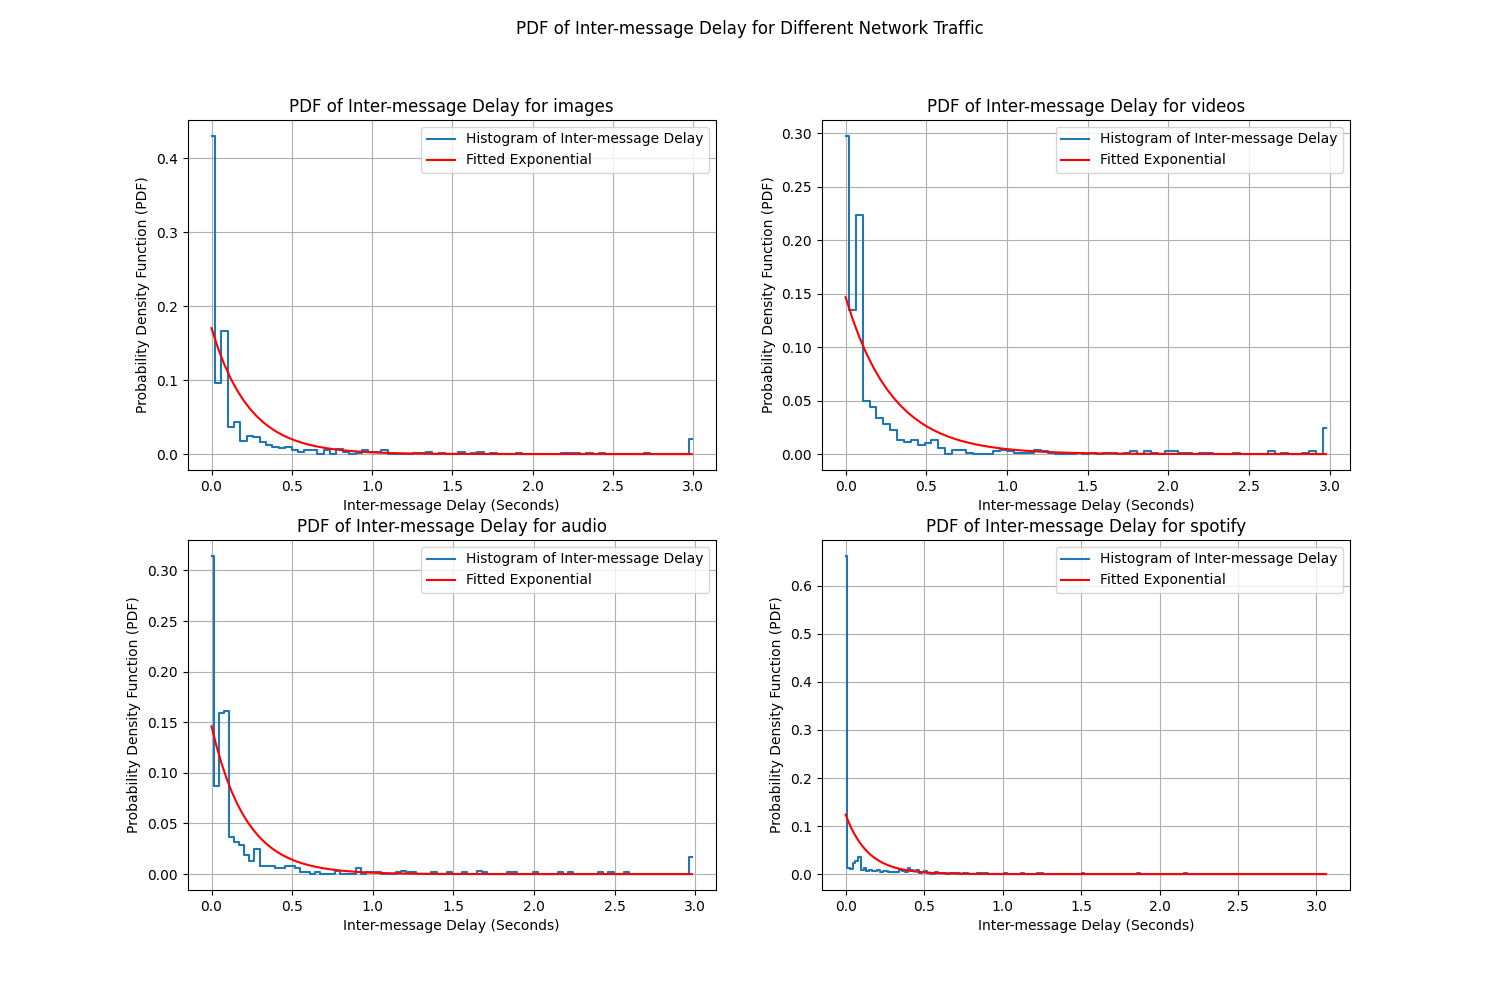 PDF of Inter-message Delay for Different Network Traffic
PDF of Inter-message Delay for images
Histogram of Inter-message Delay
Fitted Exponential
Probability Density Function (PDF)
0.4
0.3
0.2
0.1
0.0
0.0 0.5 1.0 1.5 2.0 2.5 3.0
Inter-message Delay (Seconds)
PDF of Inter-message Delay for videos
Histogram of Inter-message Delay
Fitted Exponential
Probability Density Function (PDF)
0.30
0.25
0.20
0.15
0.10
0.05
0.00
0.0 0.5 1.0 1.5 2.0 2.5 3.0
Inter-message Delay (Seconds)
PDF of Inter-message Delay for audio
Histogram of Inter-message Delay
Fitted Exponential
Probability Density Function (PDF)
0.30
0.25
0.20
0.15
0.10
0.05
0.00
0.0 0.5 1.0 1.5 2.0 2.5 3.0
Inter-message Delay (Seconds)
PDF of Inter-message Delay for spotify
Histogram of Inter-message Delay
Fitted Exponential
Probability Density Function (PDF)
0.6
0.5
0.4
0.3
0.2
0.1
0.0
0.0 0.5 1.0 1.5 2.0 2.5 3.0
Inter-message Delay (Seconds)